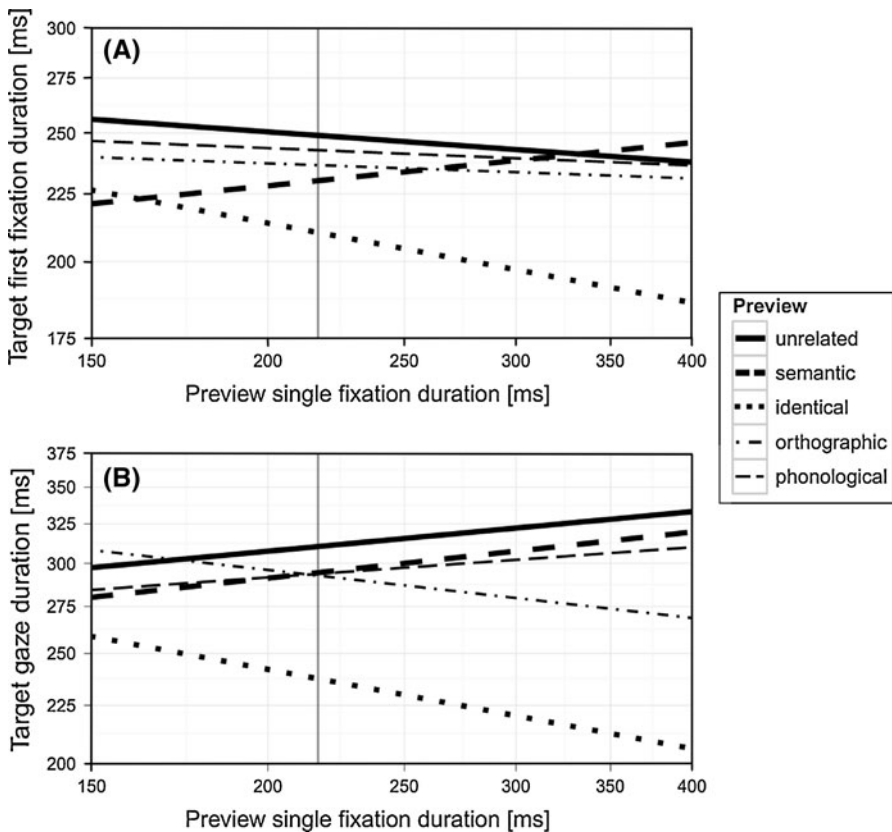 (A)
Target first fixation duration [ms]
300
275
250
225
200
175
150 200 250 300 350 400
Preview single fixation duration [ms]
(B)
Target gaze duration [ms]
375
350
325
300
275
250
225
200
150 200 250 300 350 400
Preview single fixation duration [ms]
Preview
unrelated
semantic
identical
orthographic
phonological